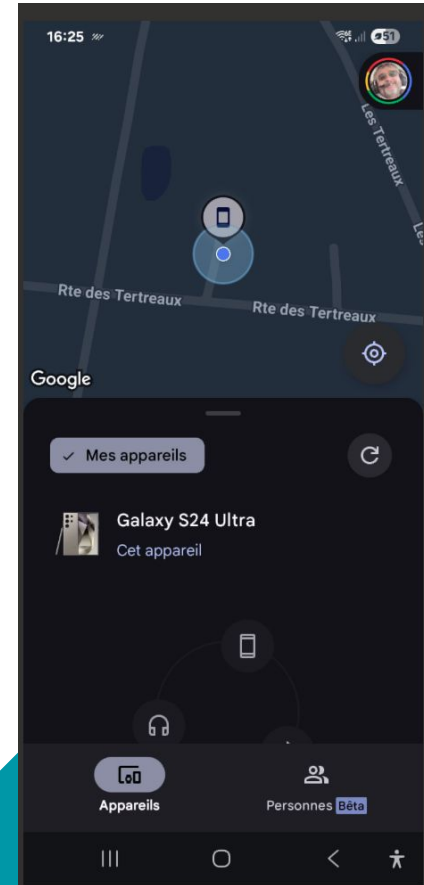 16:25
51
Les Tertreaux
Les
Rte des Tertreaux
Rte des Tertreaux
Google
Mes appareils
Galaxy S24 Ultra
Cet appareil
Appareils
Personnes Bêta